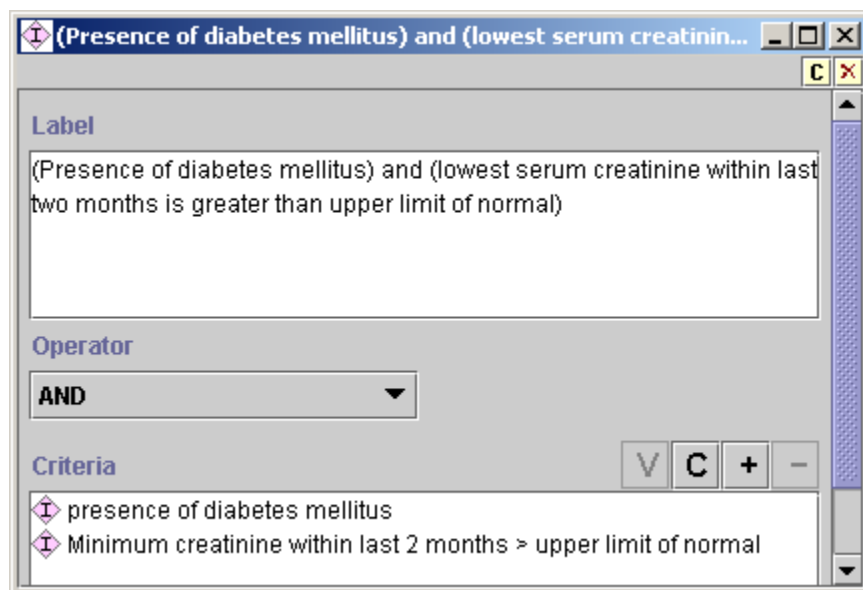 (Presence of diabetes mellitus) and (lowest serum creatinin...
C
Label
(Presence of diabetes mellitus) and (lowest serum creatinine within last
two months is greater than upper limit of normal)
Operator
AND
Criteria
V C + −
I presence of diabetes mellitus
I Minimum creatinine within last 2 months > upper limit of normal